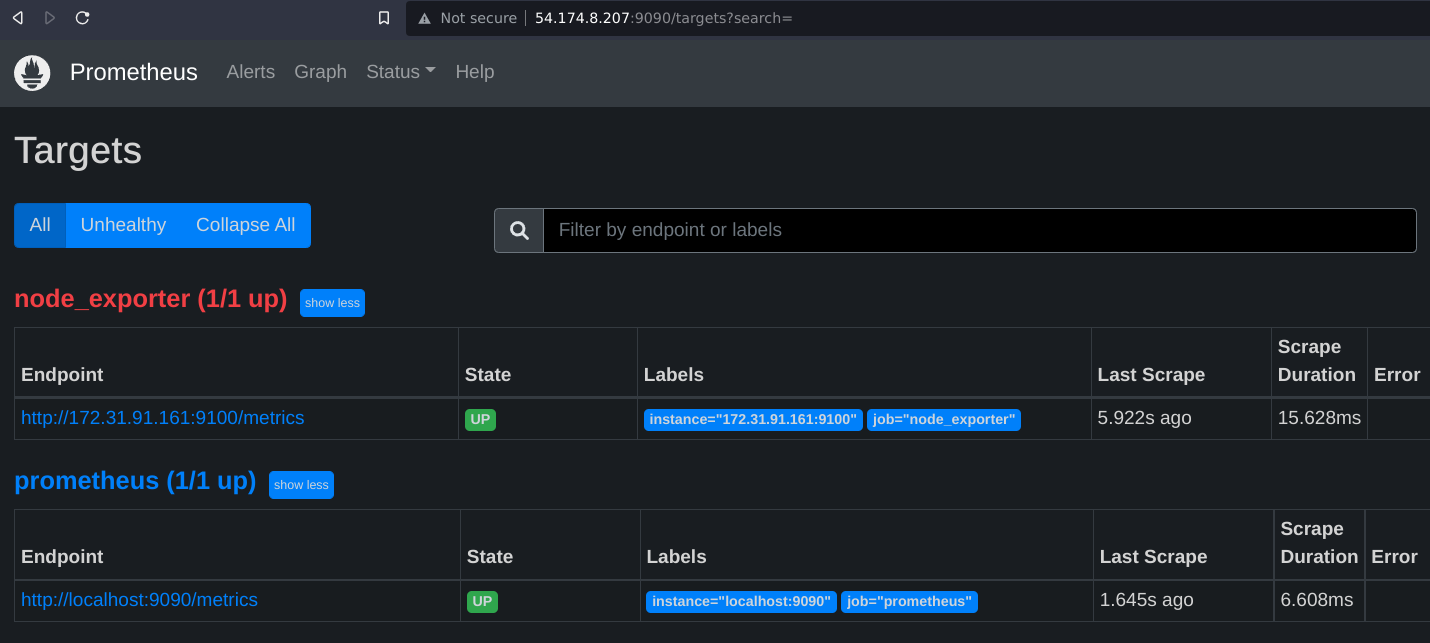 Not secure 54.174.8.207:9090/targets?search=
Prometheus Alerts Graph Status Help
Targets
All Unhealthy Collapse All
Filter by endpoint or labels
node_exporter (1/1 up) show less
Endpoint State Labels Last Scrape Scrape Duration Error
http://172.31.91.161:9100/metrics UP instance="172.31.91.161:9100" job="node_exporter" 5.922s ago 15.628ms
prometheus (1/1 up) show less
Endpoint State Labels Last Scrape Scrape Duration Error
http://localhost:9090/metrics UP instance="localhost:9090" job="prometheus" 1.645s ago 6.608ms